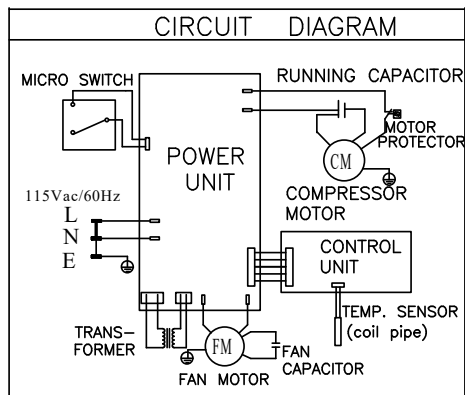 CIRCUIT DIAGRAM
MICRO SWITCH
RUNNING CAPACITOR
MOTOR
PROTECTOR
POWER
UNIT
CM
COMPRESSOR
MOTOR
115Vac/60Hz
L
N
E
CONTROL
UNIT
TEMP. SENSOR
(coil pipe)
TRANS-
FORMER
FM
FAN
CAPACITOR
FAN MOTOR